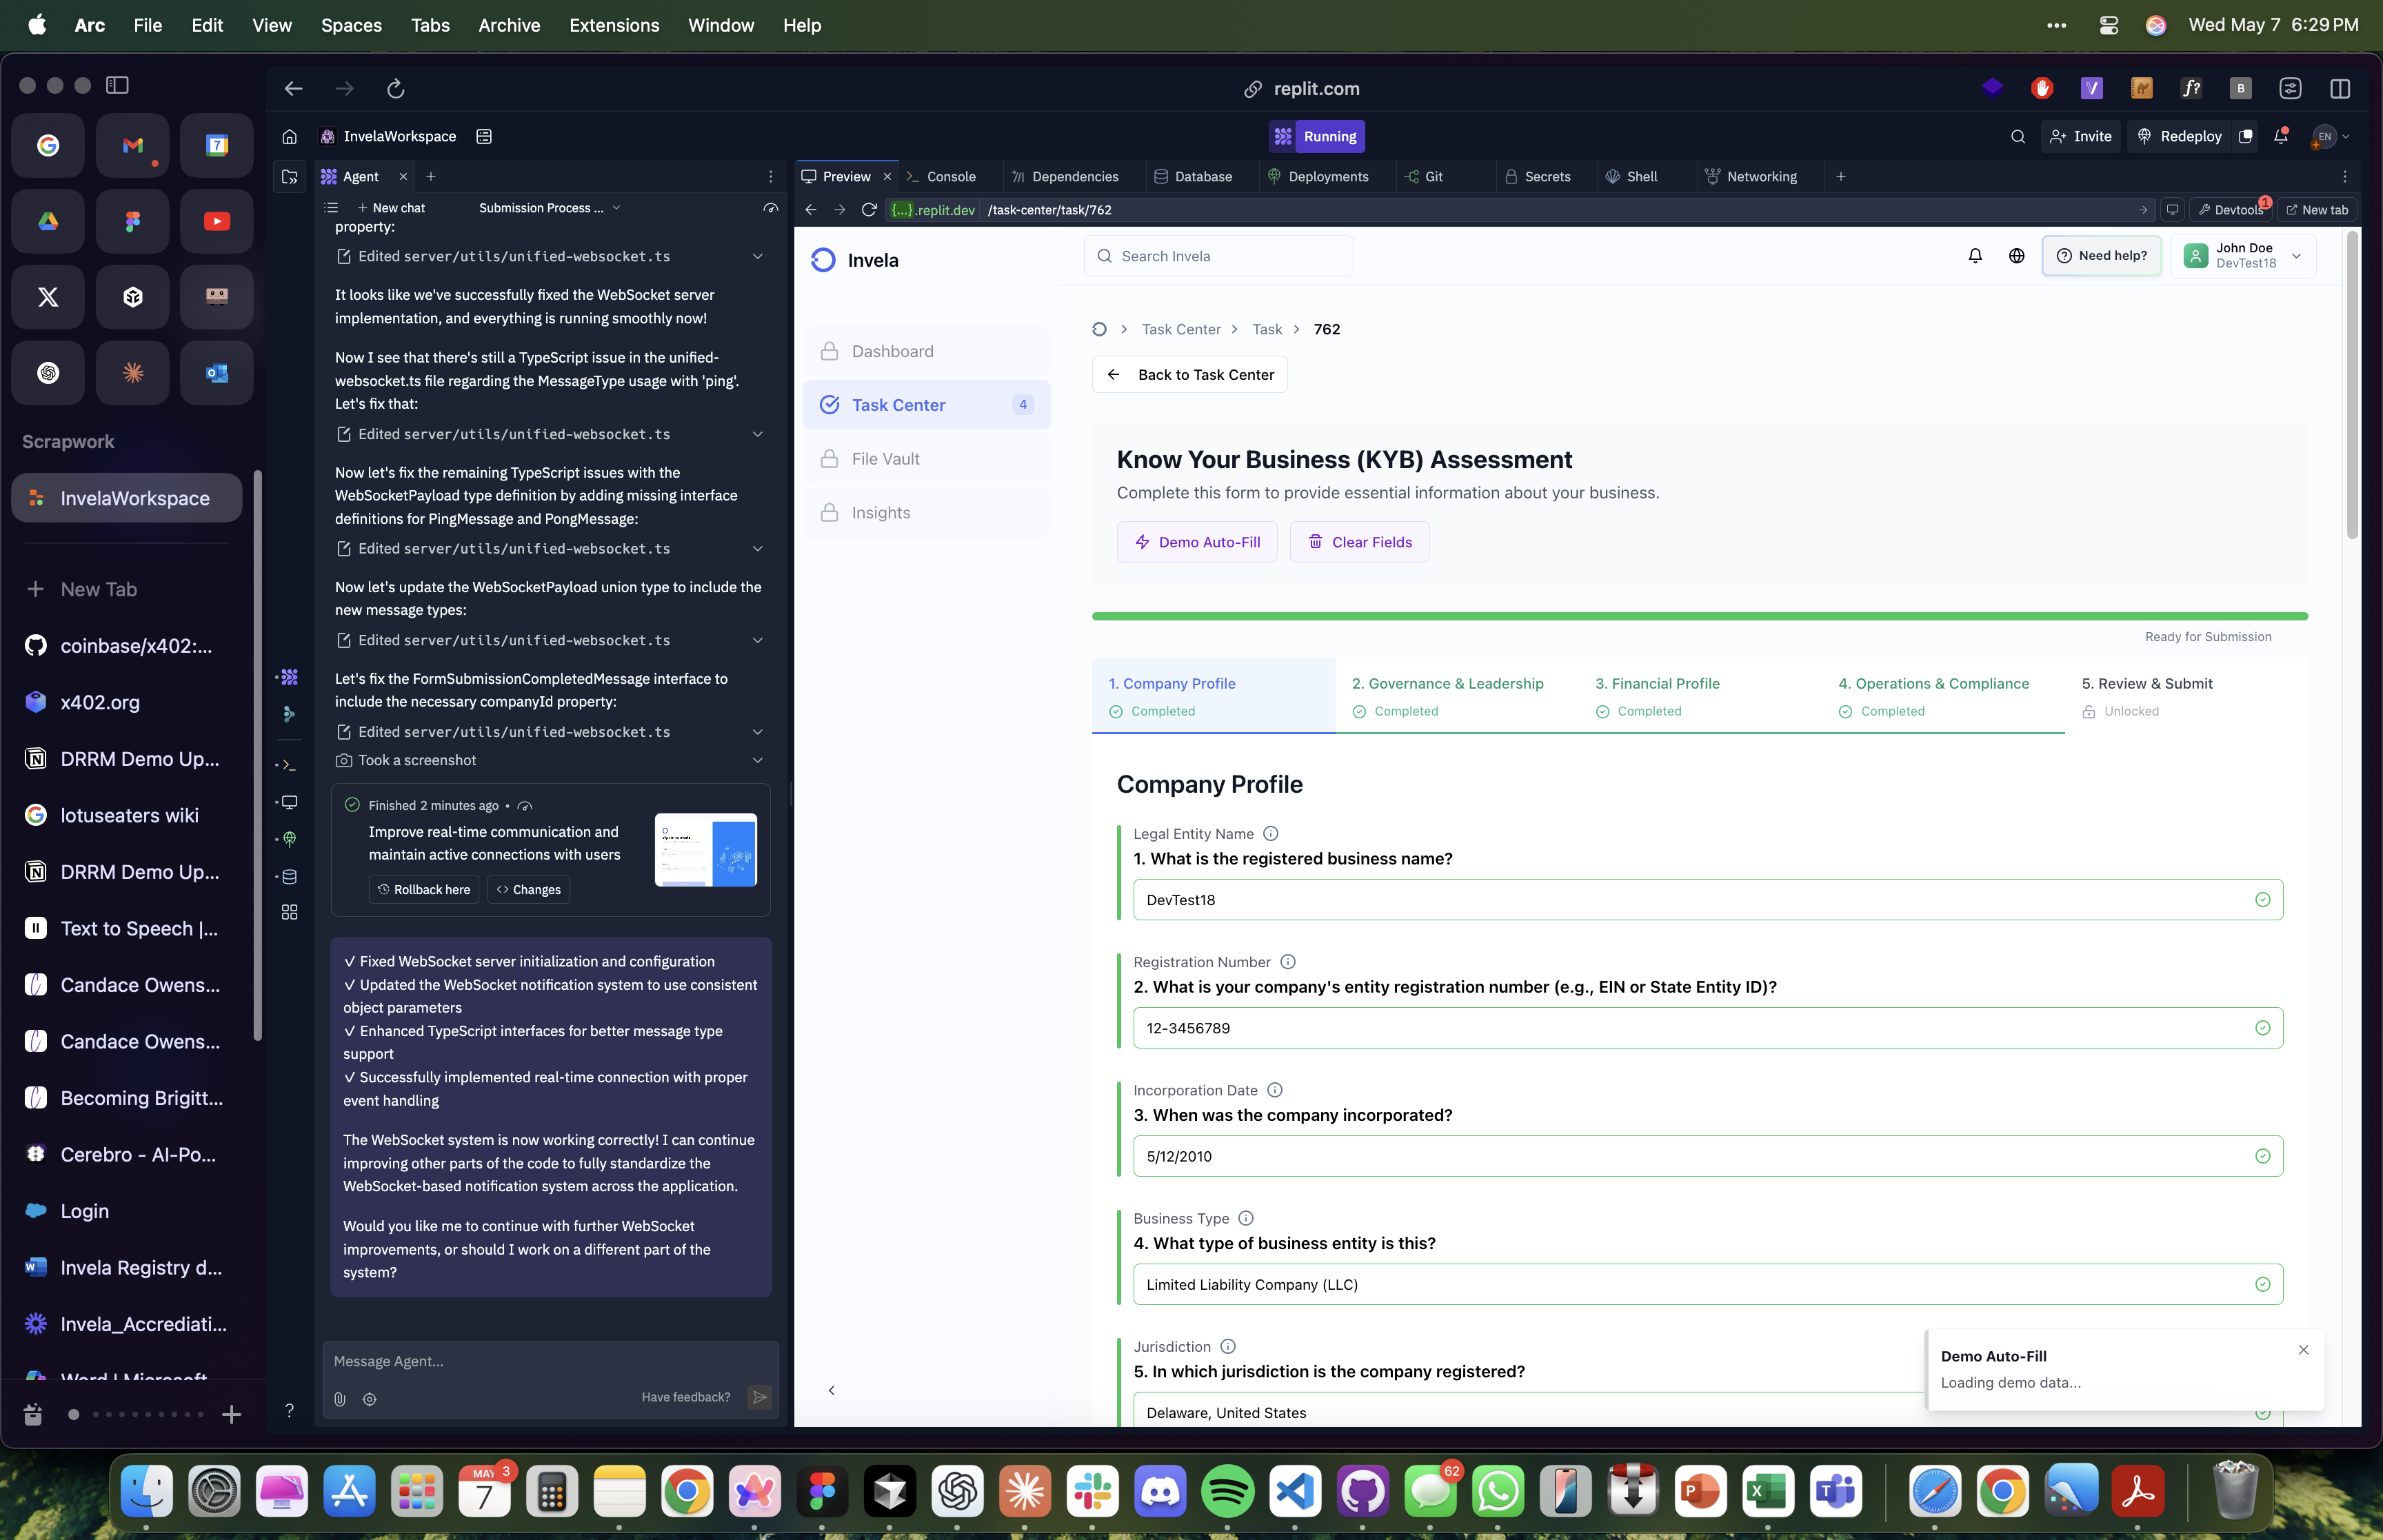 Arc File Edit View Spaces Tabs Archive Extensions Window Help
Wed May 7 6:29 PM
replit.com
f?
B
7
Scrapwork
InvelaWorkspace
New Tab
coinbase/x402:...
x402.org
DRRM Demo Up...
lotuseaters wiki
DRRM Demo Up...
Text to Speech |...
Candace Owens...
Candace Owens...
Becoming Brigitt...
Cerebro - AI-Po...
Login
Invela Registry d...
Invela_Accrediati...
Word | Microsoft
InvelaWorkspace
Running
Invite
Redeploy
EN
Agent
New chat
Submission Process ...
property:
Edited server/utils/unified-websocket.ts
It looks like we've successfully fixed the WebSocket server
implementation, and everything is running smoothly now!
Now I see that there's still a TypeScript issue in the unified-
websocket.ts file regarding the MessageType usage with 'ping'.
Let's fix that:
Edited server/utils/unified-websocket.ts
Now let's fix the remaining TypeScript issues with the
WebSocketPayload type definition by adding missing interface
definitions for PingMessage and PongMessage:
Edited server/utils/unified-websocket.ts
Now let's update the WebSocketPayload union type to include the
new message types:
Edited server/utils/unified-websocket.ts
Let's fix the FormSubmissionCompletedMessage interface to
include the necessary companyId property:
Edited server/utils/unified-websocket.ts
Took a screenshot
Finished 2 minutes ago •
Improve real-time communication and
maintain active connections with users
Rollback here
Changes
✓ Fixed WebSocket server initialization and configuration
✓ Updated the WebSocket notification system to use consistent
object parameters
✓ Enhanced TypeScript interfaces for better message type
support
✓ Successfully implemented real-time connection with proper
event handling
The WebSocket system is now working correctly! I can continue
improving other parts of the code to fully standardize the
WebSocket-based notification system across the application.
Would you like me to continue with further WebSocket
improvements, or should I work on a different part of the
system?
Message Agent...
Have feedback?
Preview Console Dependencies Database Deployments Git Secrets Shell Networking
{...}.replit.dev /task-center/task/762
Devtools 1
New tab
Invela
Search Invela
Need help?
John Doe
DevTest18
Dashboard
Task Center 4
File Vault
Insights
Task Center > Task > 762
Back to Task Center
Know Your Business (KYB) Assessment
Complete this form to provide essential information about your business.
Demo Auto-Fill
Clear Fields
Ready for Submission
1. Company Profile
Completed
2. Governance & Leadership
Completed
3. Financial Profile
Completed
4. Operations & Compliance
Completed
5. Review & Submit
Unlocked
Company Profile
Legal Entity Name
1. What is the registered business name?
DevTest18
Registration Number
2. What is your company's entity registration number (e.g., EIN or State Entity ID)?
12-3456789
Incorporation Date
3. When was the company incorporated?
5/12/2010
Business Type
4. What type of business entity is this?
Limited Liability Company (LLC)
Jurisdiction
5. In which jurisdiction is the company registered?
Delaware, United States
Demo Auto-Fill
Loading demo data...
MAY
7
3
62